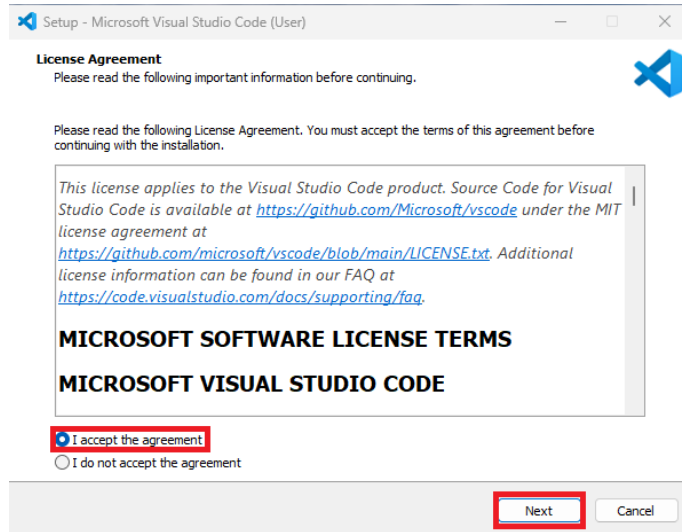 Setup - Microsoft Visual Studio Code (User)
License Agreement
Please read the following important information before continuing.
Please read the following License Agreement. You must accept the terms of this agreement before
continuing with the installation.
This license applies to the Visual Studio Code product. Source Code for Visual
Studio Code is available at https://github.com/Microsoft/vscode under the MIT
license agreement at
https://github.com/microsoft/vscode/blob/main/LICENSE.txt. Additional
license information can be found in our FAQ at
https://code.visualstudio.com/docs/supporting/faq.
MICROSOFT SOFTWARE LICENSE TERMS
MICROSOFT VISUAL STUDIO CODE
I accept the agreement
I do not accept the agreement
Next Cancel